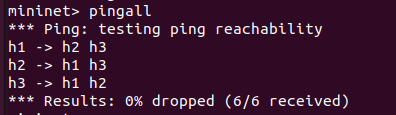 mininet> pingall
*** Ping: testing ping reachability
h1 -> h2 h3
h2 -> h1 h3
h3 -> h1 h2
*** Results: 0% dropped (6/6 received)